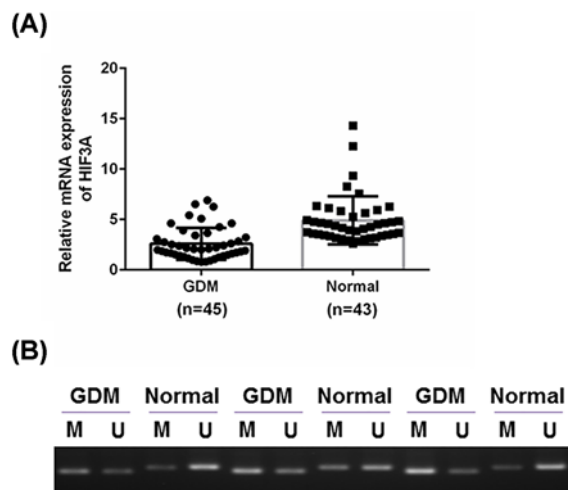 (A)
Relative mRNA expression
of HIF3A
20
15
10
5
0
GDM Normal
(n=45) (n=43)
(B)
GDM Normal GDM Normal GDM Normal
M U M U M U M U M U M U